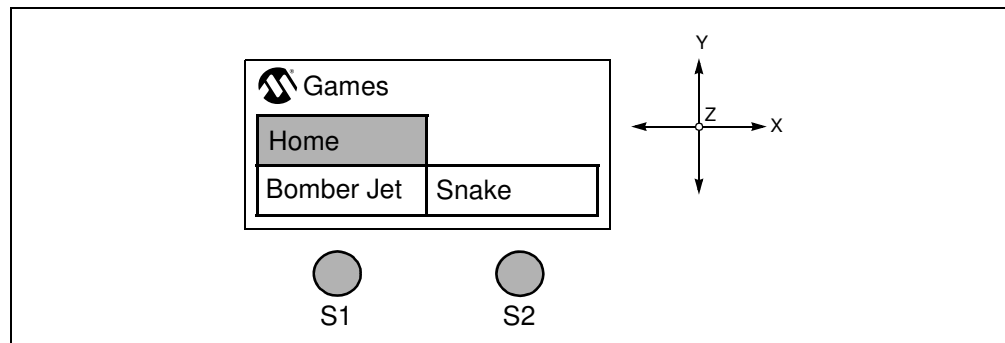 Games
Home
Bomber Jet Snake
S1 S2
Y
Z
X